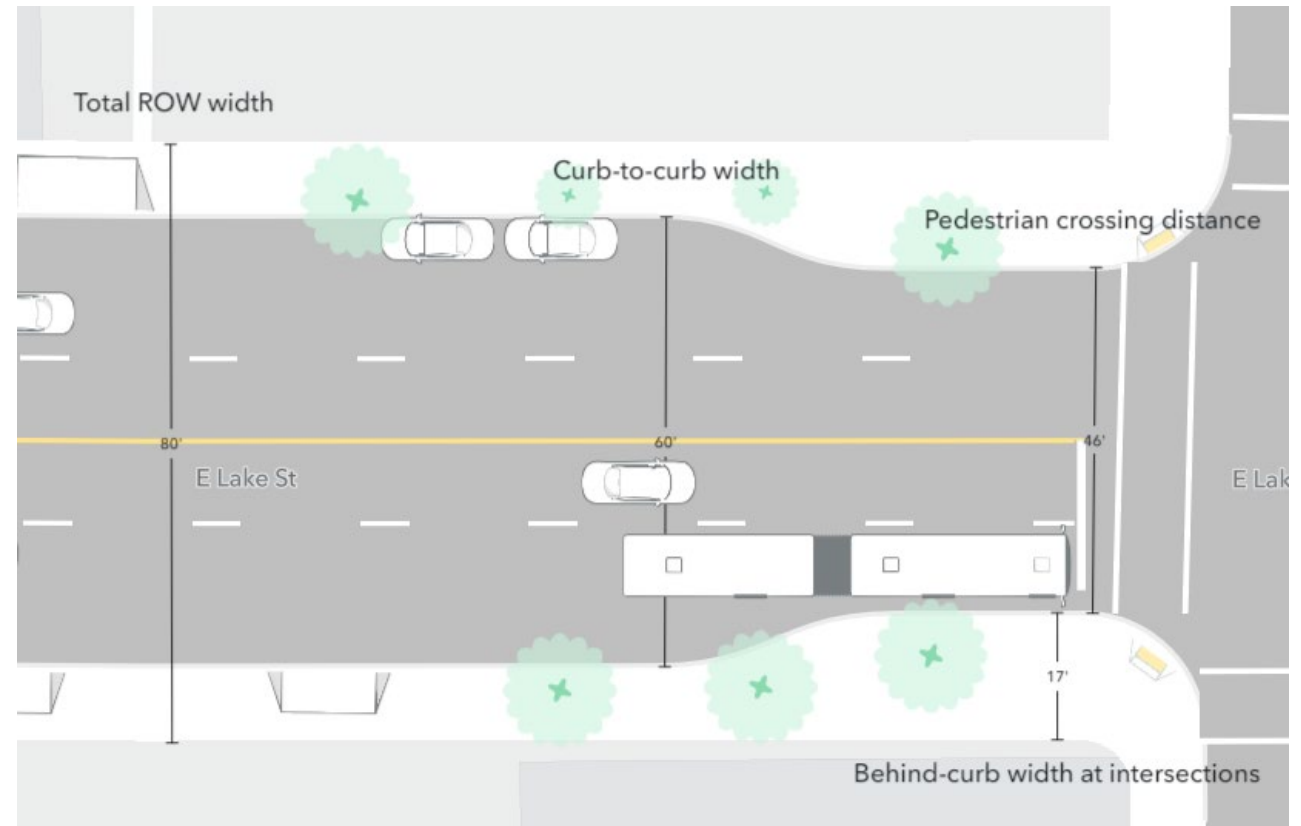 Total ROW width
Curb-to-curb width
Pedestrian crossing distance
80'
60'
46'
E Lake St
E Lak
17'
Behind-curb width at intersections